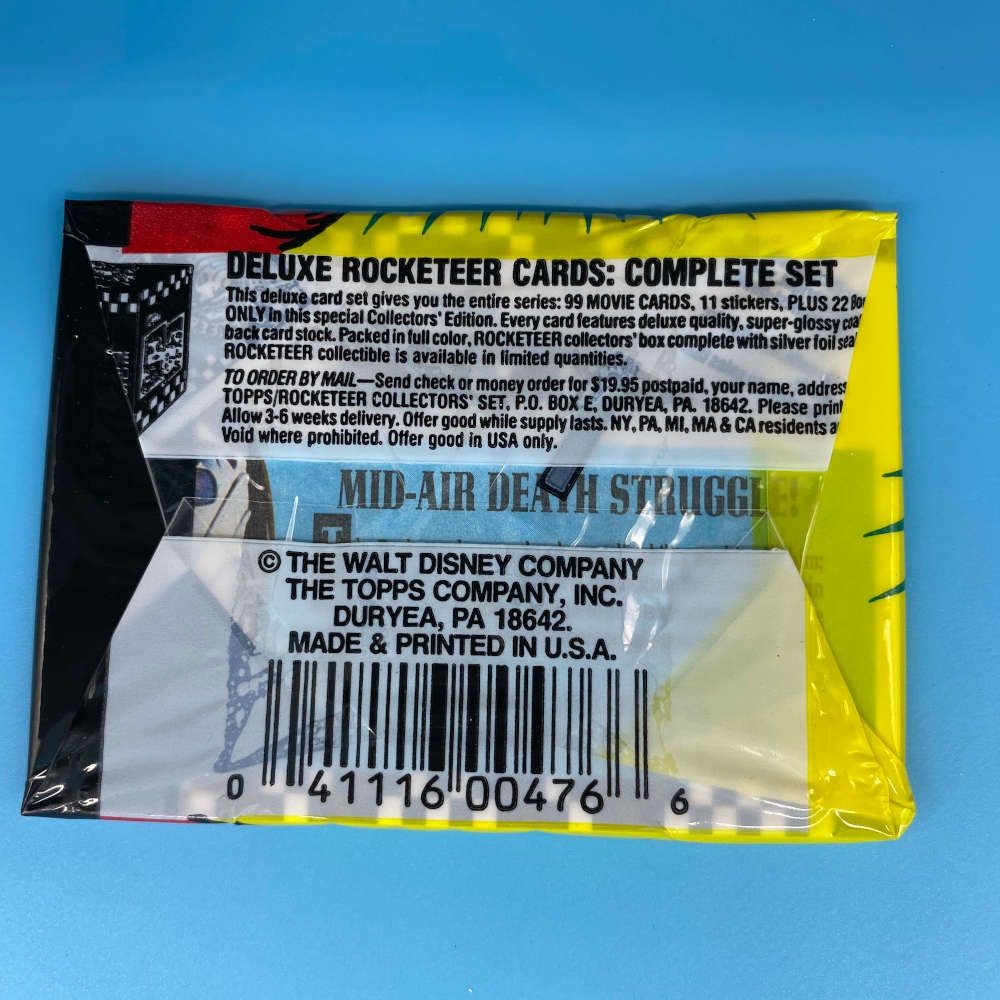 DELUXE ROCKETEER CARDS: COMPLETE SET
This deluxe card set gives you the entire series: 99 MOVIE CARDS, 11 stickers, PLUS 22
ONLY in this special Collectors' Edition. Every card features deluxe quality, super-glossy
back card stock. Packed in full color, ROCKETEER collectors' box complete with silver foil
ROCKETEER collectible is available in limited quantities.
TO ORDER BY MAIL—Send check or money order for $19.95 postpaid, your name, address
TOPPS/ROCKETEER COLLECTORS' SET, P.O. BOX E, DURYEA, PA. 18642. Please print
Allow 3-6 weeks delivery. Offer good while supply lasts. NY, PA, MI, MA & CA residents
Void where prohibited. Offer good in USA only.
MID-AIR DEATH STRUGGLE!
© THE WALT DISNEY COMPANY
THE TOPPS COMPANY, INC.
DURYEA, PA 18642.
MADE & PRINTED IN U.S.A.
0 41116 00476 6